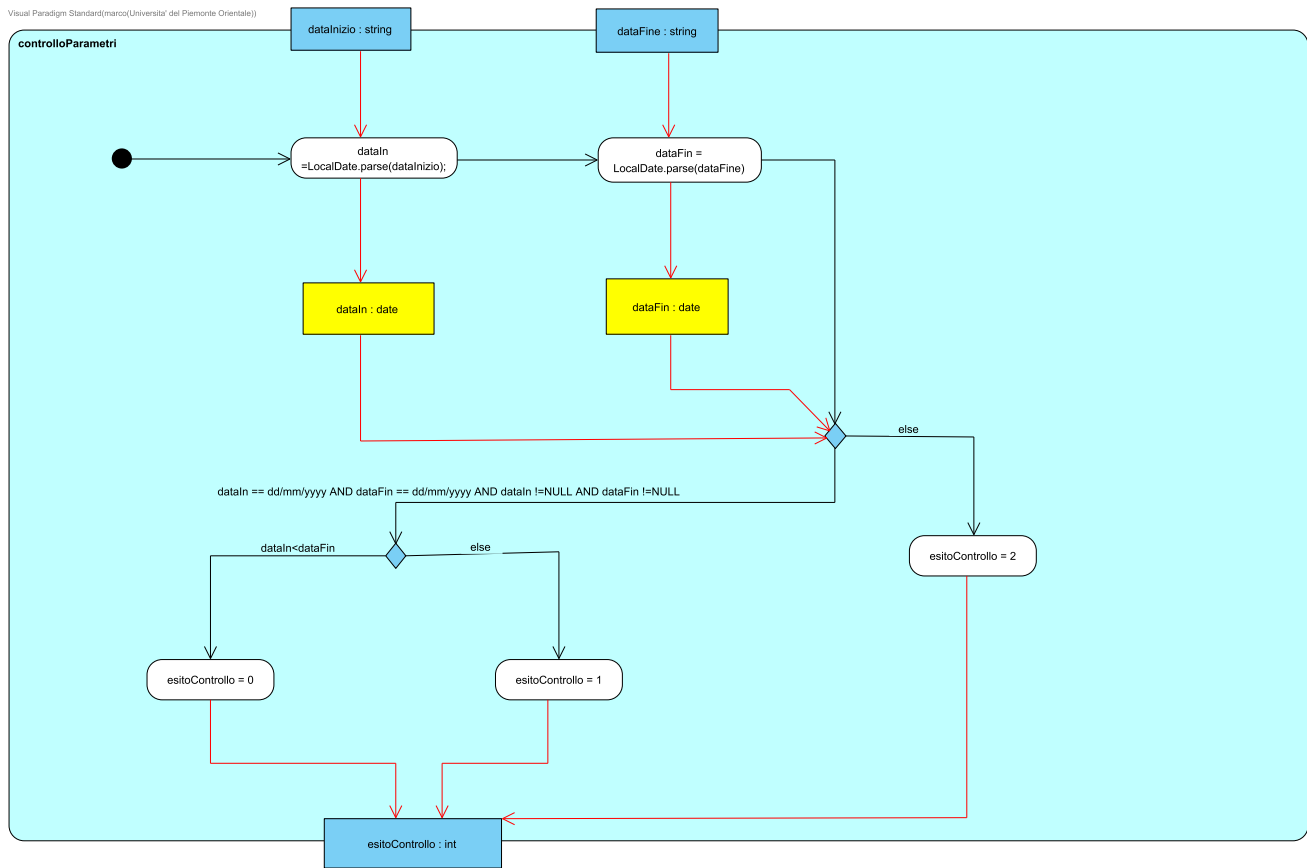 Visual Paradigm Standard(marco(Universita' del Piemonte Orientale))
controlloParametri
dataInizio : string
dataFine : string
dataIn
=LocalDate.parse(dataInizio);
dataFin =
LocalDate.parse(dataFine)
dataIn : date
dataFin : date
else
dataIn == dd/mm/yyyy AND dataFin == dd/mm/yyyy AND dataIn !=NULL AND dataFin !=NULL
dataIn<dataFin
else
esitoControllo = 2
esitoControllo = 0
esitoControllo = 1
esitoControllo : int